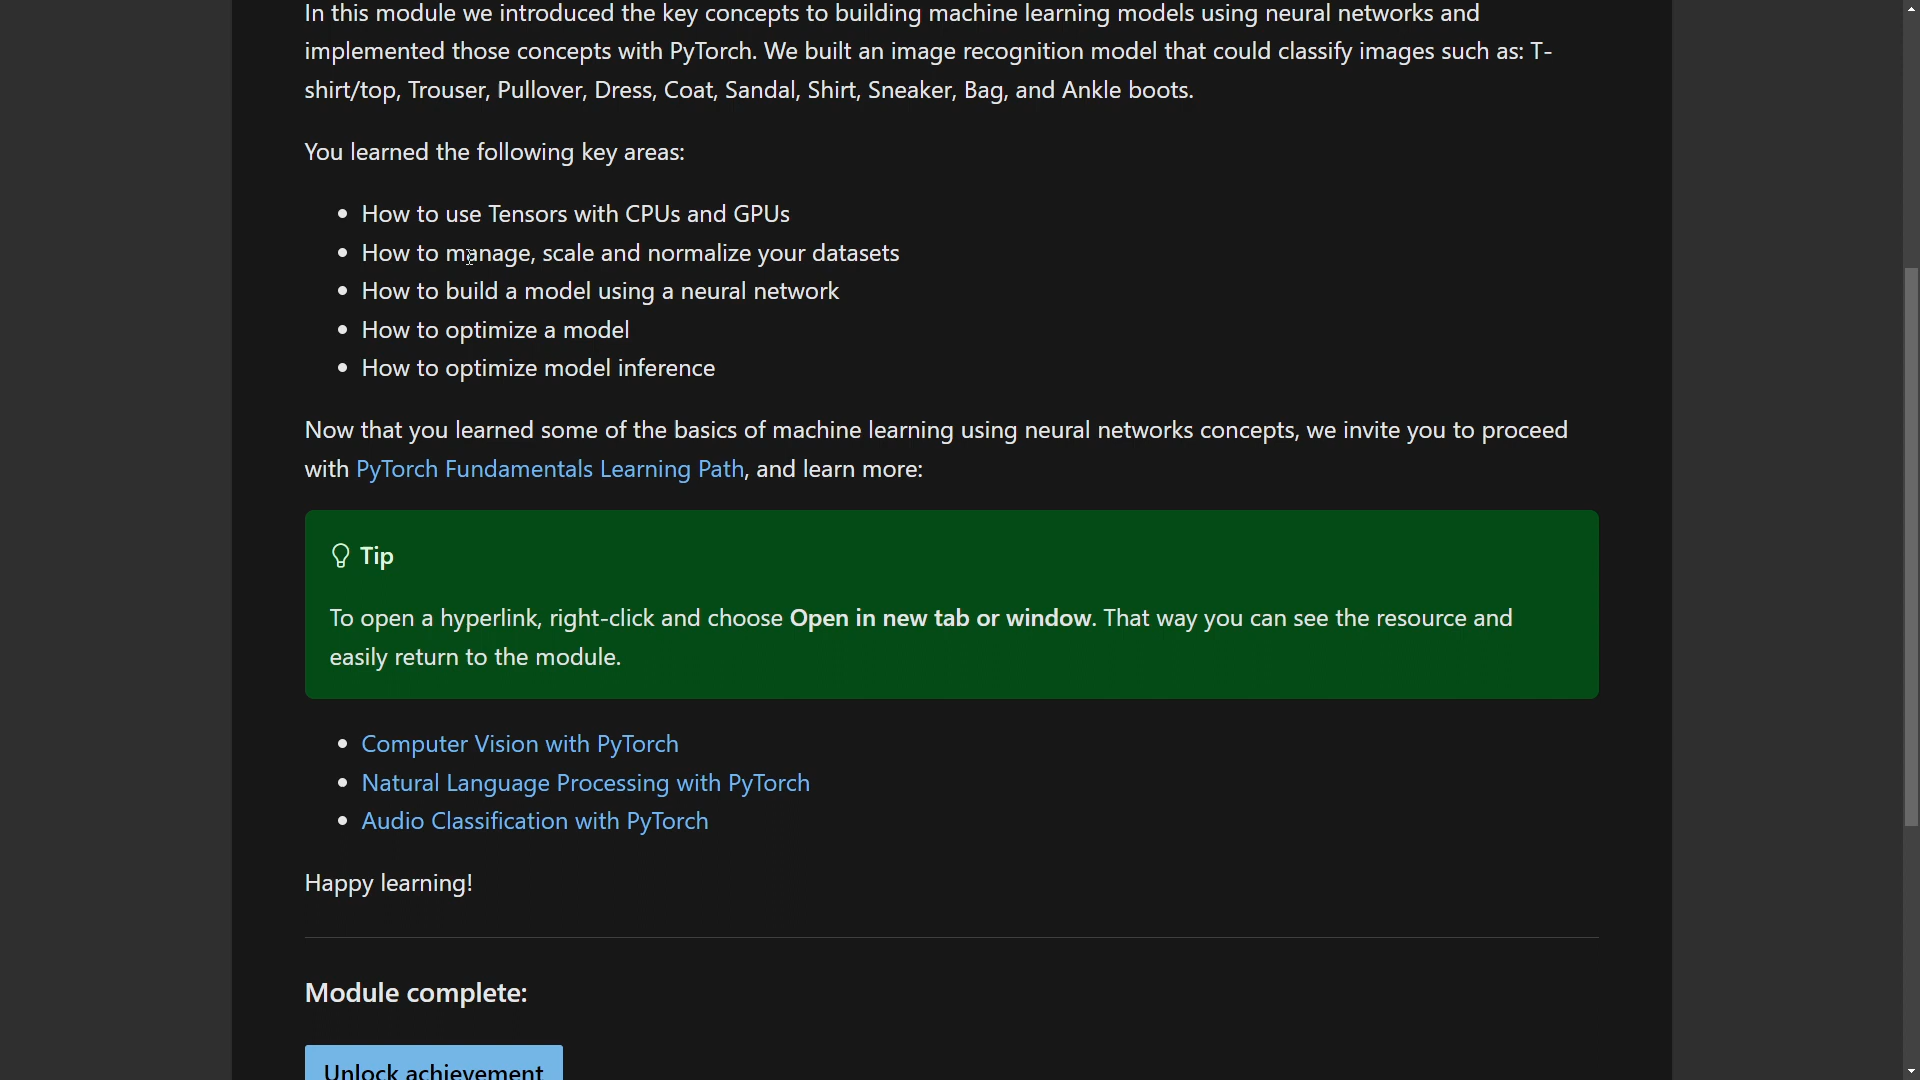 In this module we introduced the key concepts to building machine learning models using neural networks and
implemented those concepts with PyTorch. We built an image recognition model that could classify images such as: T-
shirt/top, Trouser, Pullover, Dress, Coat, Sandal, Shirt, Sneaker, Bag, and Ankle boots.
You learned the following key areas:
• How to use Tensors with CPUs and GPUs
• How to manage, scale and normalize your datasets
• How to build a model using a neural network
• How to optimize a model
• How to optimize model inference
Now that you learned some of the basics of machine learning using neural networks concepts, we invite you to proceed
with PyTorch Fundamentals Learning Path, and learn more:
Tip
To open a hyperlink, right-click and choose Open in new tab or window. That way you can see the resource and
easily return to the module.
• Computer Vision with PyTorch
• Natural Language Processing with PyTorch
• Audio Classification with PyTorch
Happy learning!
Module complete:
Unlock achievement